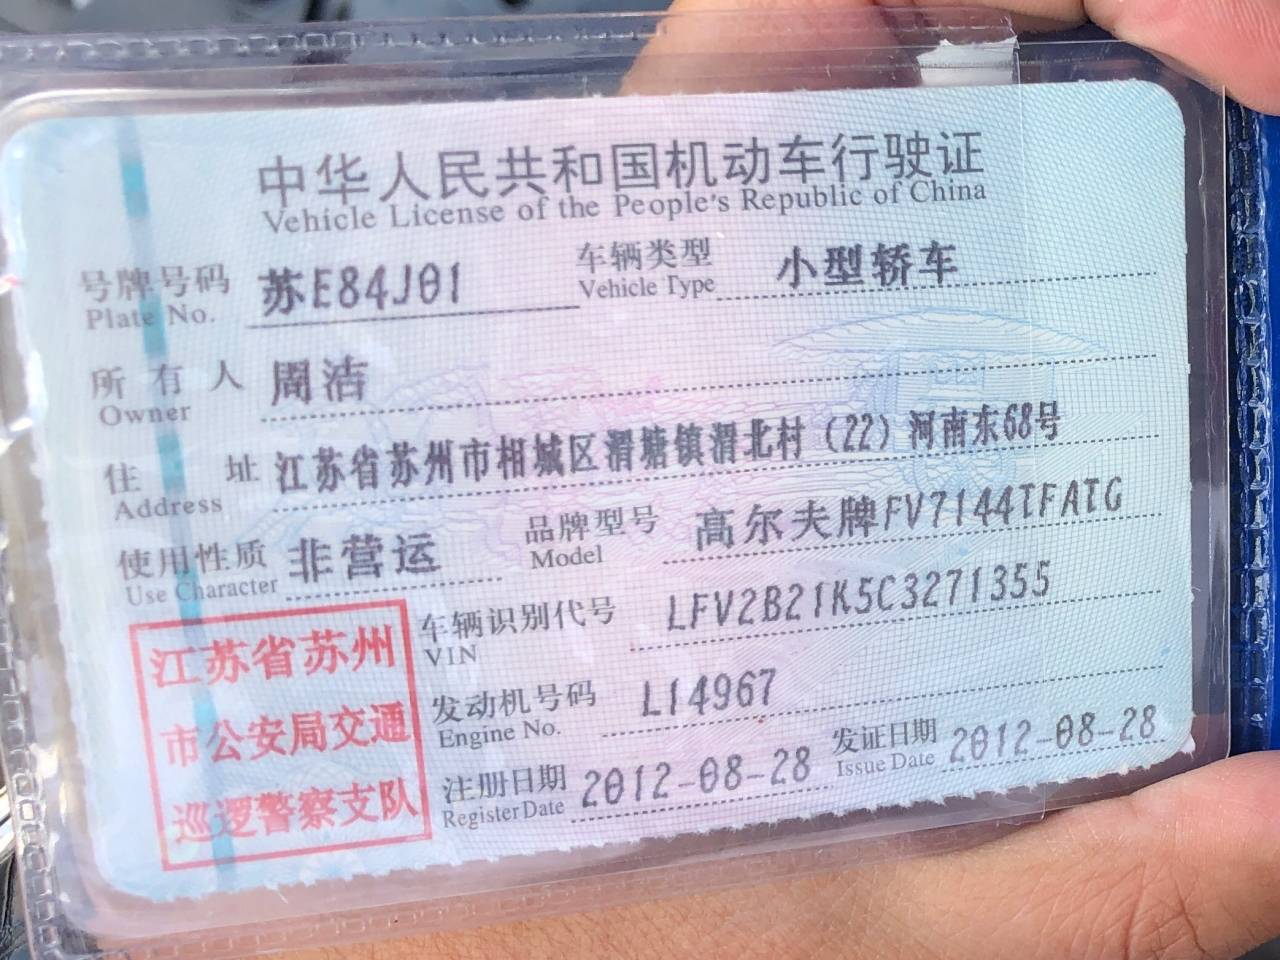 中华人民共和国机动车行驶证
Vehicle License of the People's Republic of China
号牌号码 苏E84J01 车辆类型 小型轿车
Plate No. Vehicle Type
所有人 周洁
Owner
住址 江苏省苏州市相城区渭塘镇渭北村（22）河南东68号
Address
使用性质 非营运 品牌型号 高尔夫牌FV7144TFATG
Use Character Model
车辆识别代号 LFV2B21K5C3271355
VIN
发动机号码 L14967
Engine No.
注册日期 2012-08-28 发证日期 2012-08-28
Register Date Issue Date
江苏省苏州
市公安局交通
巡逻警察支队